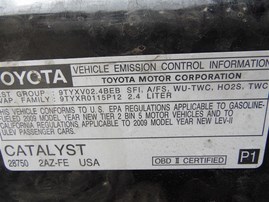 TOYOTA
VEHICLE EMISSION CONTROL INFORMATION
TOYOTA MOTOR CORPORATION
ST GROUP : 9TYXV02.4BEB SFI, A/FS, WU-TWC, HO2S, TWC
VAP. FAMILY : 9TYXR0115P12 2.4 LITER
THIS VEHICLE CONFORMS TO U.S. EPA REGULATIONS APPLICABLE TO GASOLINE-
FUELED 2009 MODEL YEAR NEW TIER 2 BIN 5 MOTOR VEHICLES AND TO
CALIFORNIA REGULATIONS APPLICABLE TO 2009 MODEL YEAR NEW LEV-II
ULEV PASSENGER CARS.
CATALYST
28750 2AZ-FE USA
OBD II CERTIFIED
P1